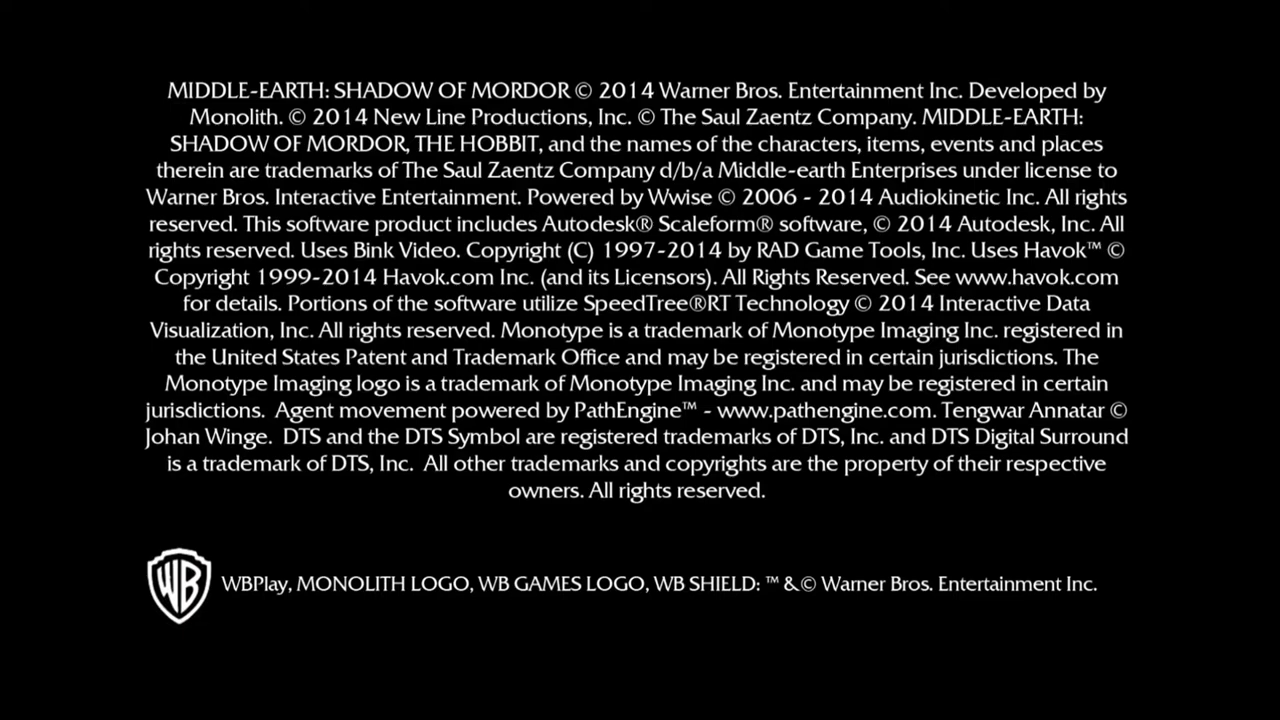 MIDDLE-EARTH: SHADOW OF MORDOR © 2014 Warner Bros. Entertainment Inc. Developed by
Monolith. © 2014 New Line Productions, Inc. © The Saul Zaentz Company. MIDDLE-EARTH:
SHADOW OF MORDOR, THE HOBBIT, and the names of the characters, items, events and places
therein are trademarks of The Saul Zaentz Company d/b/a Middle-earth Enterprises under license to
Warner Bros. Interactive Entertainment. Powered by Wwise © 2006 - 2014 Audiokinetic Inc. All rights
reserved. This software product includes Autodesk® Scaleform® software, © 2014 Autodesk, Inc. All
rights reserved. Uses Bink Video. Copyright (C) 1997-2014 by RAD Game Tools, Inc. Uses Havok™ ©
Copyright 1999-2014 Havok.com Inc. (and its Licensors). All Rights Reserved. See www.havok.com
for details. Portions of the software utilize SpeedTree®RT Technology © 2014 Interactive Data
Visualization, Inc. All rights reserved. Monotype is a trademark of Monotype Imaging Inc. registered in
the United States Patent and Trademark Office and may be registered in certain jurisdictions. The
Monotype Imaging logo is a trademark of Monotype Imaging Inc. and may be registered in certain
jurisdictions.  Agent movement powered by PathEngine™ - www.pathengine.com. Tengwar Annatar ©
Johan Winge.  DTS and the DTS Symbol are registered trademarks of DTS, Inc. and DTS Digital Surround
is a trademark of DTS, Inc.  All other trademarks and copyrights are the property of their respective
owners. All rights reserved.
WB WBPlay, MONOLITH LOGO, WB GAMES LOGO, WB SHIELD: ™ &© Warner Bros. Entertainment Inc.